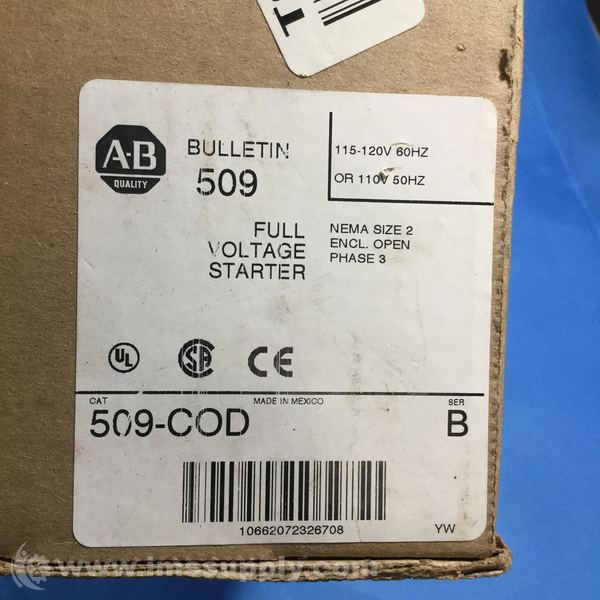 A-B
QUALITY
BULLETIN
509
115-120V 60HZ
OR 110V 50HZ
FULL
VOLTAGE
STARTER
NEMA SIZE 2
ENCL. OPEN
PHASE 3
UL
CSA
CE
CAT
MADE IN MEXICO
SER
509-COD
B
10662072326708
YW
www.imesupply.com